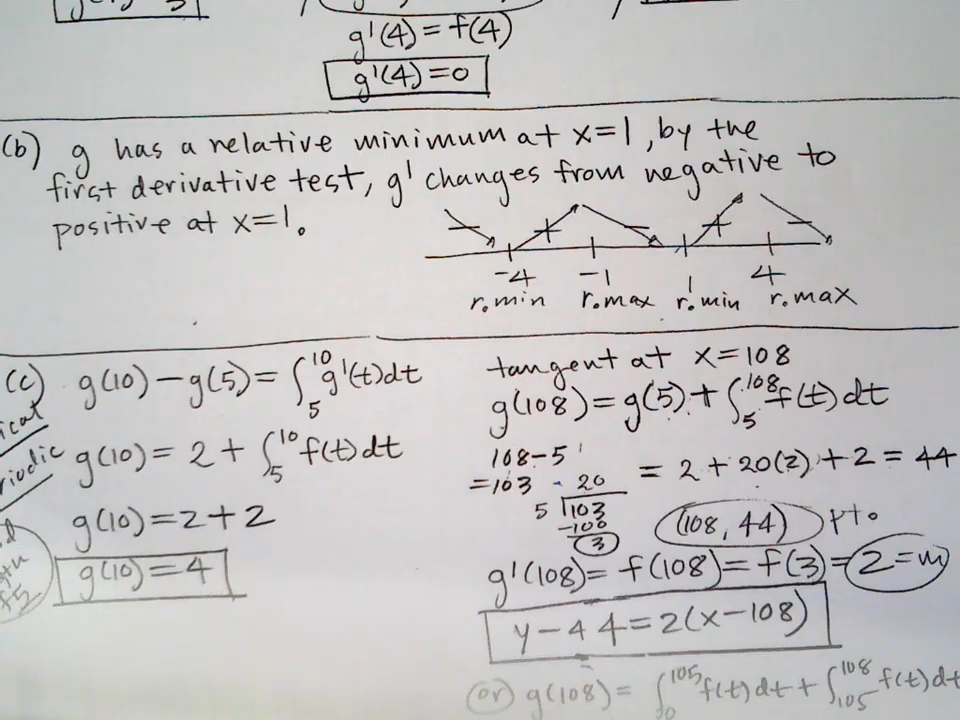 g'(4) = f(4)
g'(4) = 0
(b) g has a relative minimum at x=1, by the
first derivative test, g' changes from negative to
positive at x=1.
− + − + −
-4 -1 1 4
r.min r.max r.min r.max
(c) g(10) − g(5) = ∫₅¹⁰ g'(t)dt
g(10) = 2 + ∫₅¹⁰ f(t)dt
g(10) = 2 + 2
g(10) = 4
tangent at x=108
g(108) = g(5) + ∫₅¹⁰⁸ f(t)dt
108−5
=103
20
5 103
−100
3
= 2 + 20(2) + 2 = 44
(108, 44) pt.
g'(108) = f(108) = f(3) = 2 = m
y − 44 = 2(x − 108)
(or) g(108) = ∫₀¹⁰⁵ f(t)dt + ∫₁₀₅¹⁰⁸ f(t)dt